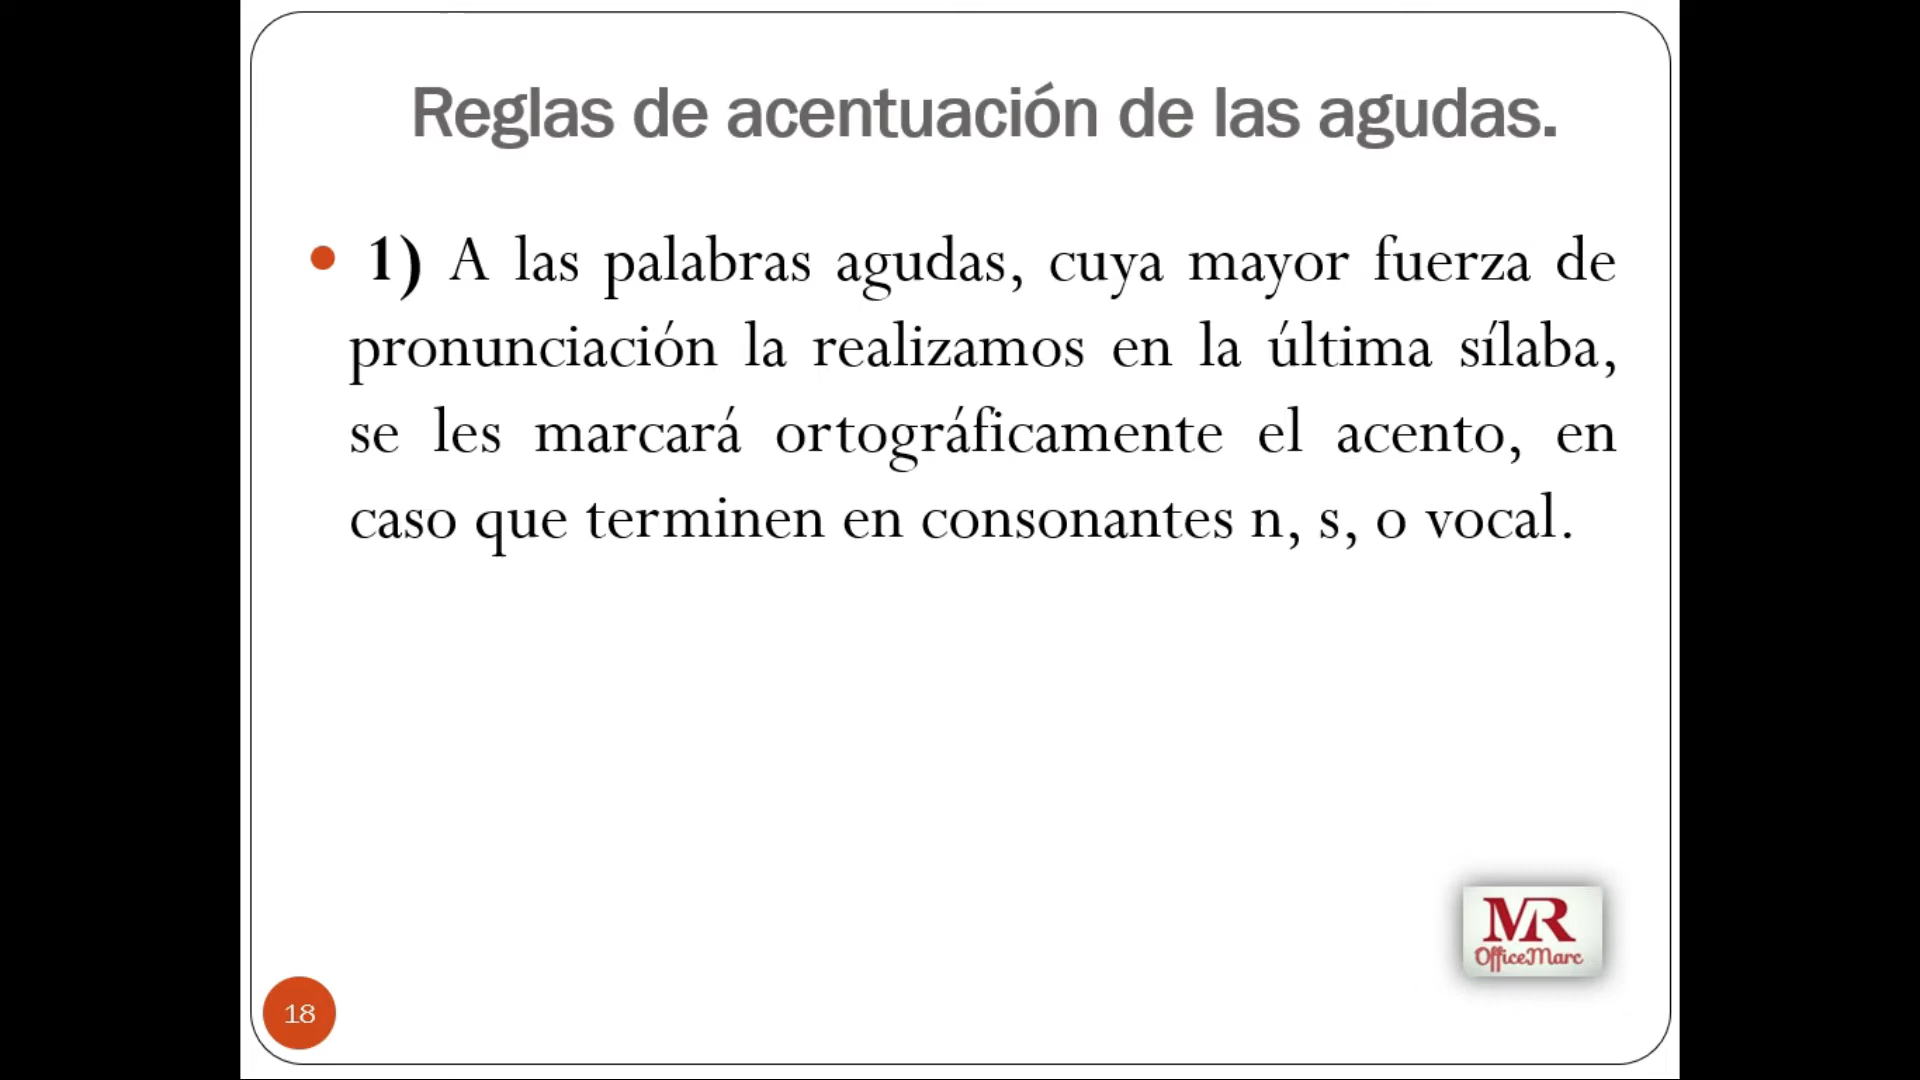 Reglas de acentuación de las agudas.
1) A las palabras agudas, cuya mayor fuerza de
pronunciación la realizamos en la última sílaba,
se les marcará ortográficamente el acento, en
caso que terminen en consonantes n, s, o vocal.
MR
OfficeMarc
18